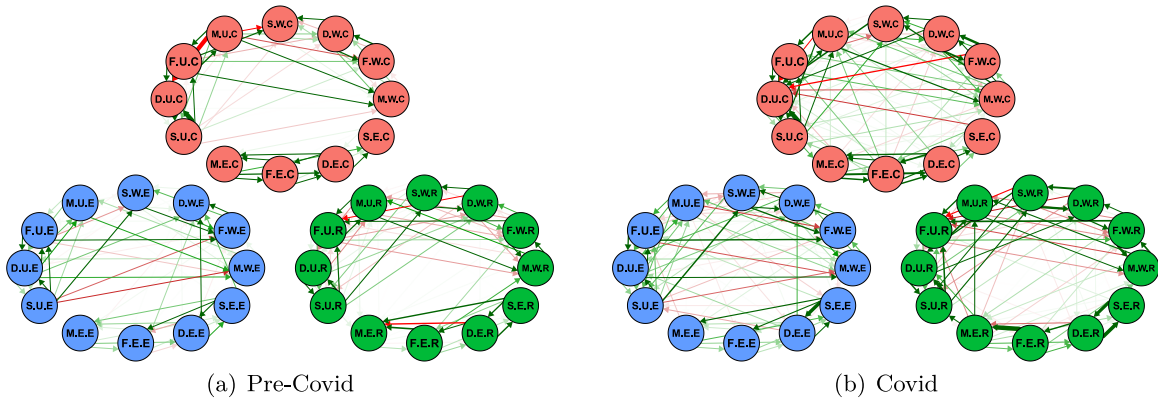 S.W.C
M.U.C
D.W.C
F.U.C
F.W.C
D.U.C
M.W.C
S.U.C
S.E.C
M.E.C
D.E.C
F.E.C
S.W.E
M.U.E
D.W.E
F.U.E
F.W.E
D.U.E
M.W.E
S.U.E
S.E.E
M.E.E
D.E.E
F.E.E
S.W.R
M.U.R
D.W.R
F.U.R
F.W.R
D.U.R
M.W.R
S.U.R
S.E.R
M.E.R
D.E.R
F.E.R
(a) Pre-Covid
S.W.C
M.U.C
D.W.C
F.U.C
F.W.C
D.U.C
M.W.C
S.U.C
S.E.C
M.E.C
D.E.C
F.E.C
S.W.E
M.U.E
D.W.E
F.U.E
F.W.E
D.U.E
M.W.E
S.U.E
S.E.E
M.E.E
D.E.E
F.E.E
S.W.R
M.U.R
D.W.R
F.U.R
F.W.R
D.U.R
M.W.R
S.U.R
S.E.R
M.E.R
D.E.R
F.E.R
(b) Covid